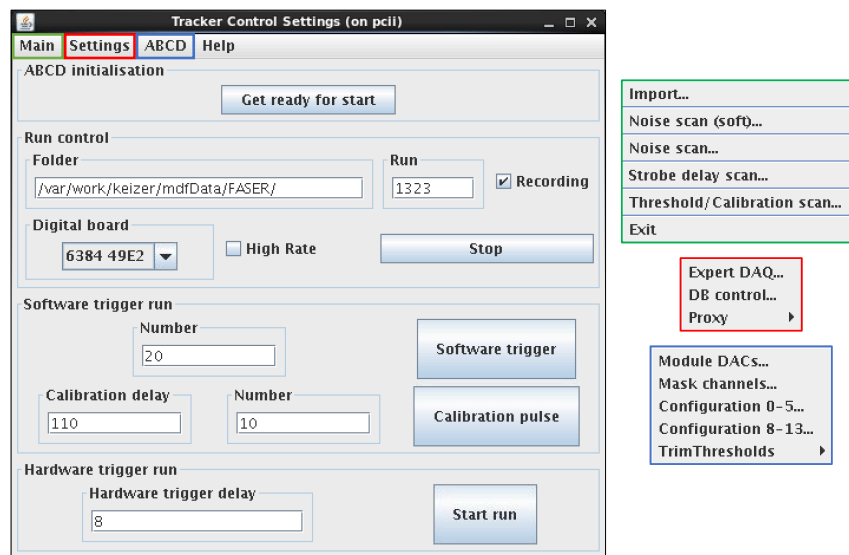 Tracker Control Settings (on pcii)
Main Settings ABCD Help
ABCD initialisation
Get ready for start
Run control
Folder
Run
/var/work/keizer/mdfData/FASER/
1323
Recording
Digital board
6384 49E2
High Rate
Stop
Software trigger run
Number
20
Software trigger
Calibration delay
Number
110
10
Calibration pulse
Hardware trigger run
Hardware trigger delay
8
Start run
Import...
Noise scan (soft)...
Noise scan...
Strobe delay scan...
Threshold/Calibration scan...
Exit
Expert DAQ...
DB control...
Proxy
Module DACs...
Mask channels...
Configuration 0-5...
Configuration 8-13...
TrimThresholds